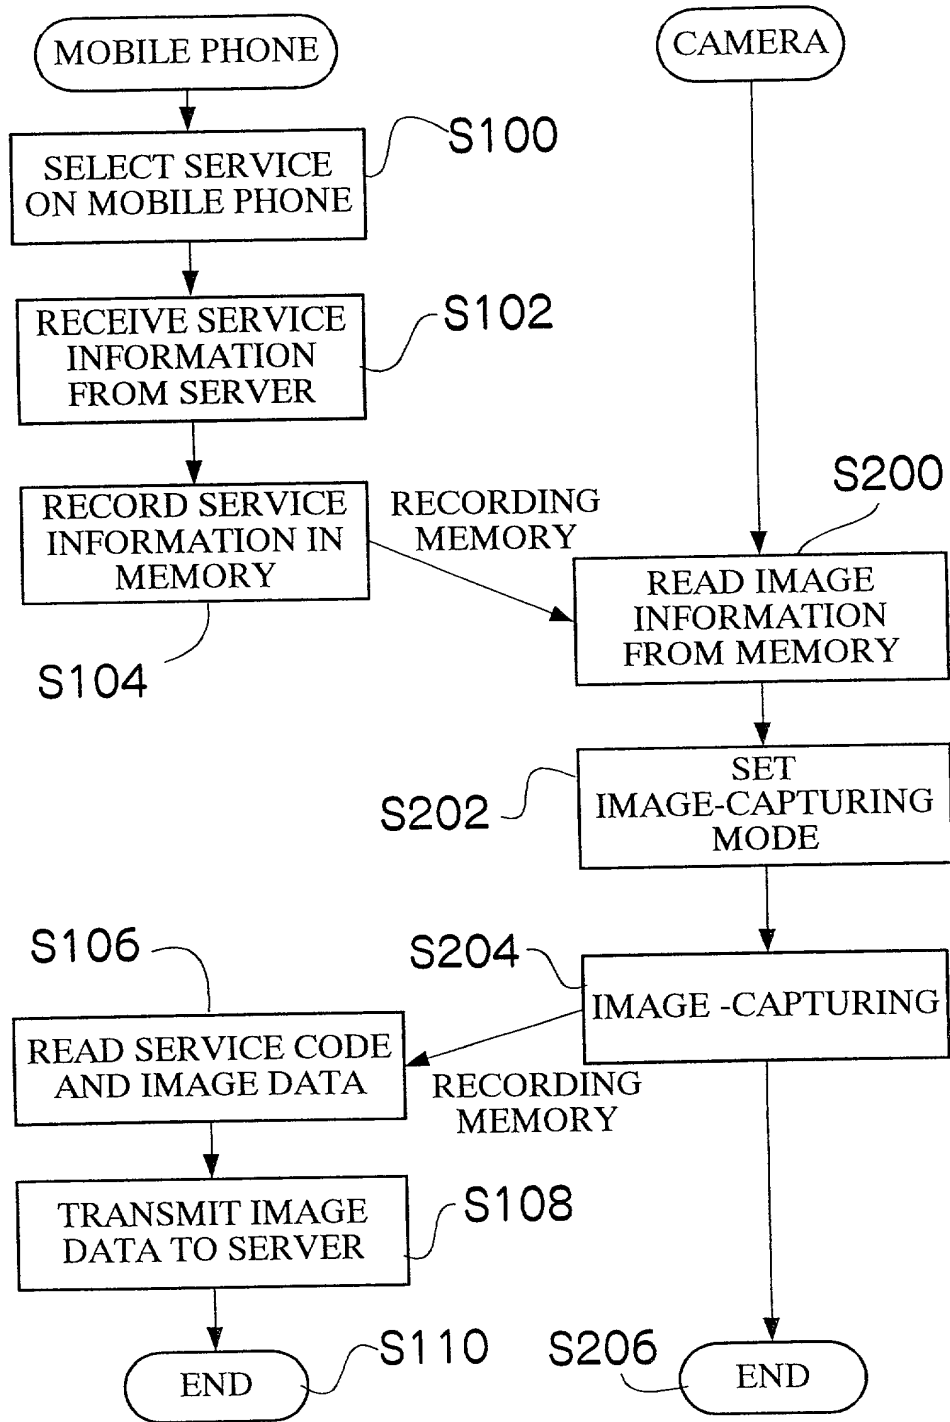 MOBILE PHONE
CAMERA
SELECT SERVICE
ON MOBILE PHONE
S100
RECEIVE SERVICE
INFORMATION
FROM SERVER
S102
RECORD SERVICE
INFORMATION IN
MEMORY
S104
RECORDING
MEMORY
S200
READ IMAGE
INFORMATION
FROM MEMORY
SET
IMAGE-CAPTURING
MODE
S202
S204
IMAGE -CAPTURING
S106
READ SERVICE CODE
AND IMAGE DATA
RECORDING
MEMORY
TRANSMIT IMAGE
DATA TO SERVER
S108
END
S110
S206
END